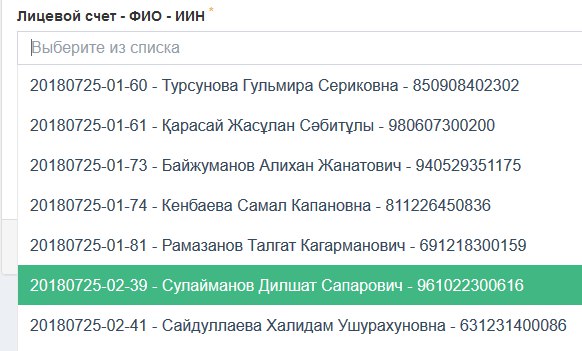 Лицевой счет - ФИО - ИИН *
Выберите из списка
20180725-01-60 - Турсунова Гульмира Сериковна - 850908402302
20180725-01-61 - Қарасай Жасұлан Сәбитұлы - 980607300200
20180725-01-73 - Байжуманов Алихан Жанатович - 940529351175
20180725-01-74 - Кенбаева Самал Капановна - 811226450836
20180725-01-81 - Рамазанов Талгат Кагарманович - 691218300159
20180725-02-39 - Сулайманов Дилшат Сапарович - 961022300616
20180725-02-41 - Сайдуллаева Халидам Ушурахуновна - 631231400086